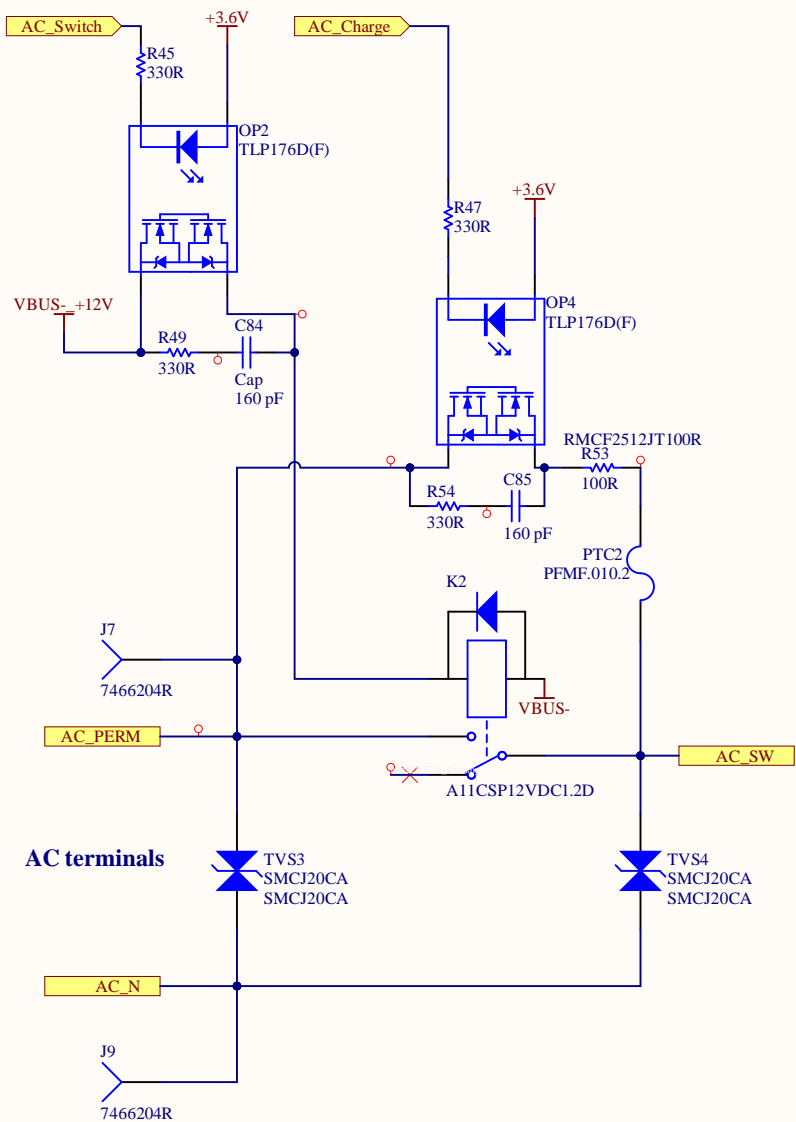 AC_Switch
+3.6V
AC_Charge
R45
330R
OP2
TLP176D(F)
R47
330R
+3.6V
VBUS-_+12V
OP4
TLP176D(F)
R49
330R
C84
Cap
160 pF
RMCF2512JT100R
R53
100R
R54
330R
C85
160 pF
PTC2
PFMF.010.2
K2
J7
7466204R
VBUS-
AC_PERM
AC_SW
A11CSP12VDC1.2D
AC terminals
TVS3
SMCJ20CA
SMCJ20CA
TVS4
SMCJ20CA
SMCJ20CA
AC_N
J9
7466204R